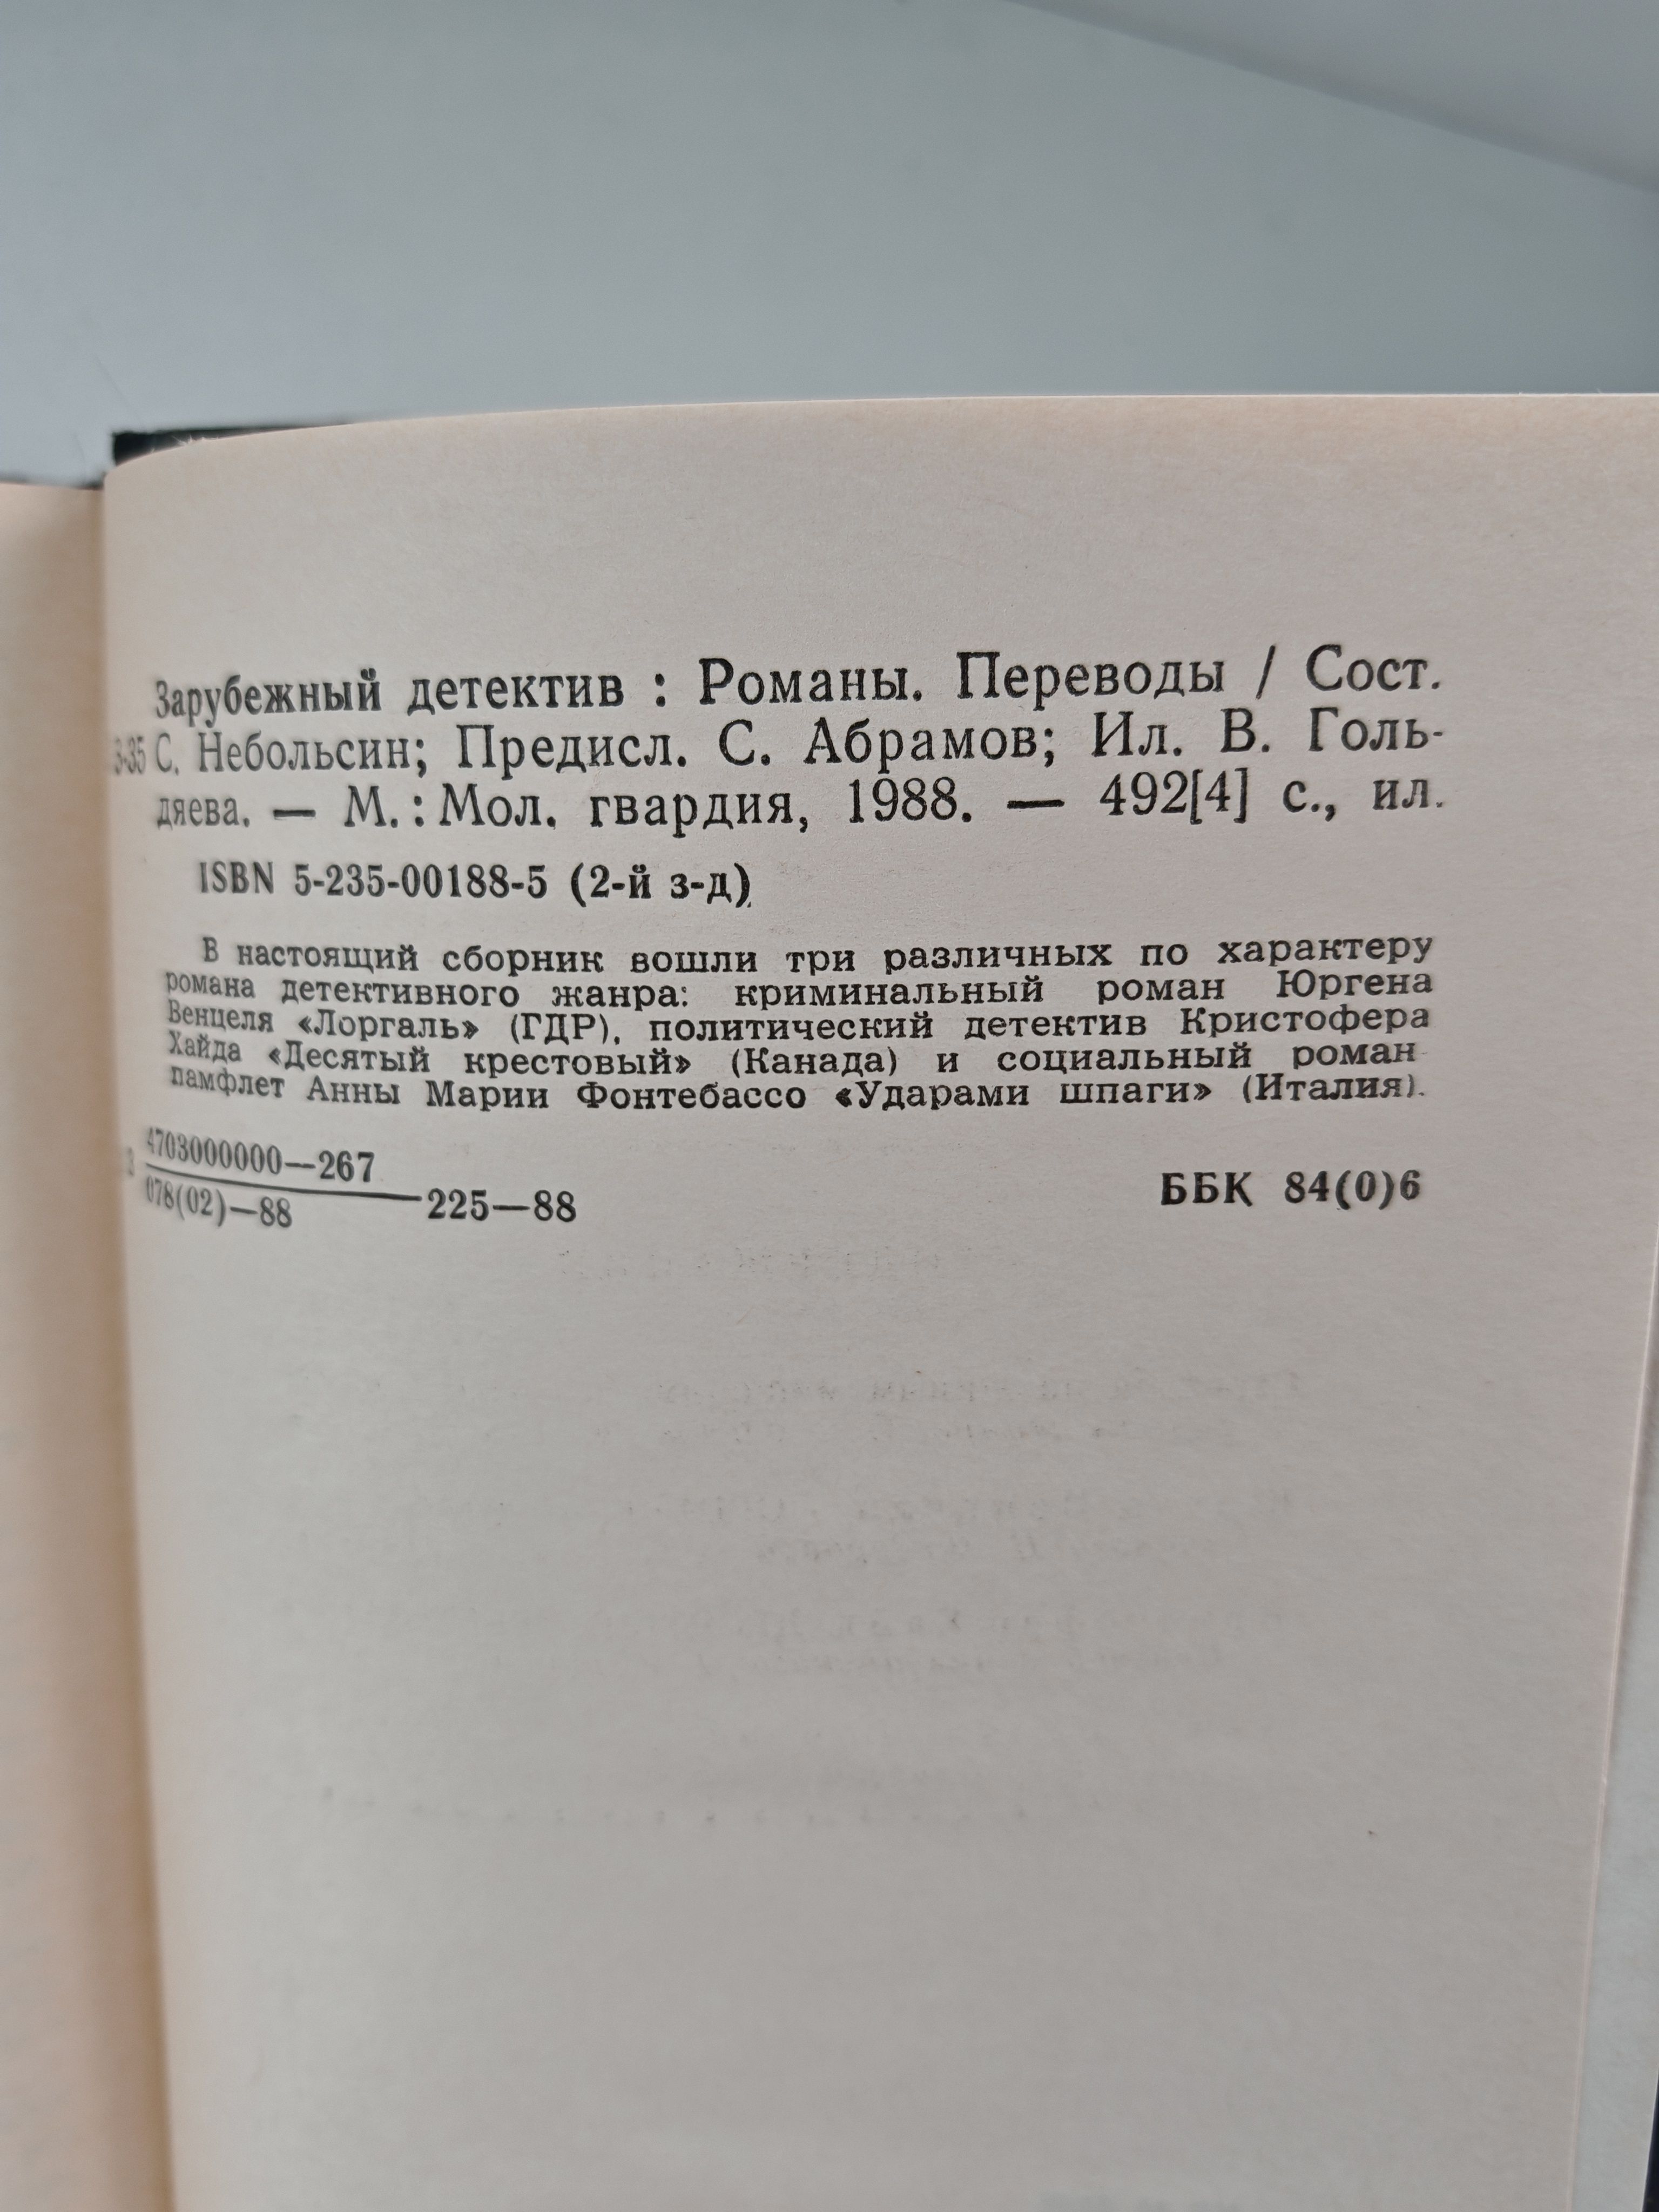 Зарубежный детектив : Романы. Переводы / Сост.
З-35 С. Небольсин; Предисл. С. Абрамов; Ил. В. Голь-
дяева. — М. : Мол. гвардия, 1988. — 492[4] с., ил.
ISBN 5-235-00188-5 (2-й з-д)
В настоящий сборник вошли три различных по характеру
романа детективного жанра: криминальный роман Юргена
Венцеля «Лоргаль» (ГДР), политический детектив Кристофера
Хайда «Десятый крестовый» (Канада) и социальный роман
памфлет Анны Марии Фонтебассо «Ударами шпаги» (Италия).
4703000000—267
078(02)—88
225—88
ББК 84(0)6